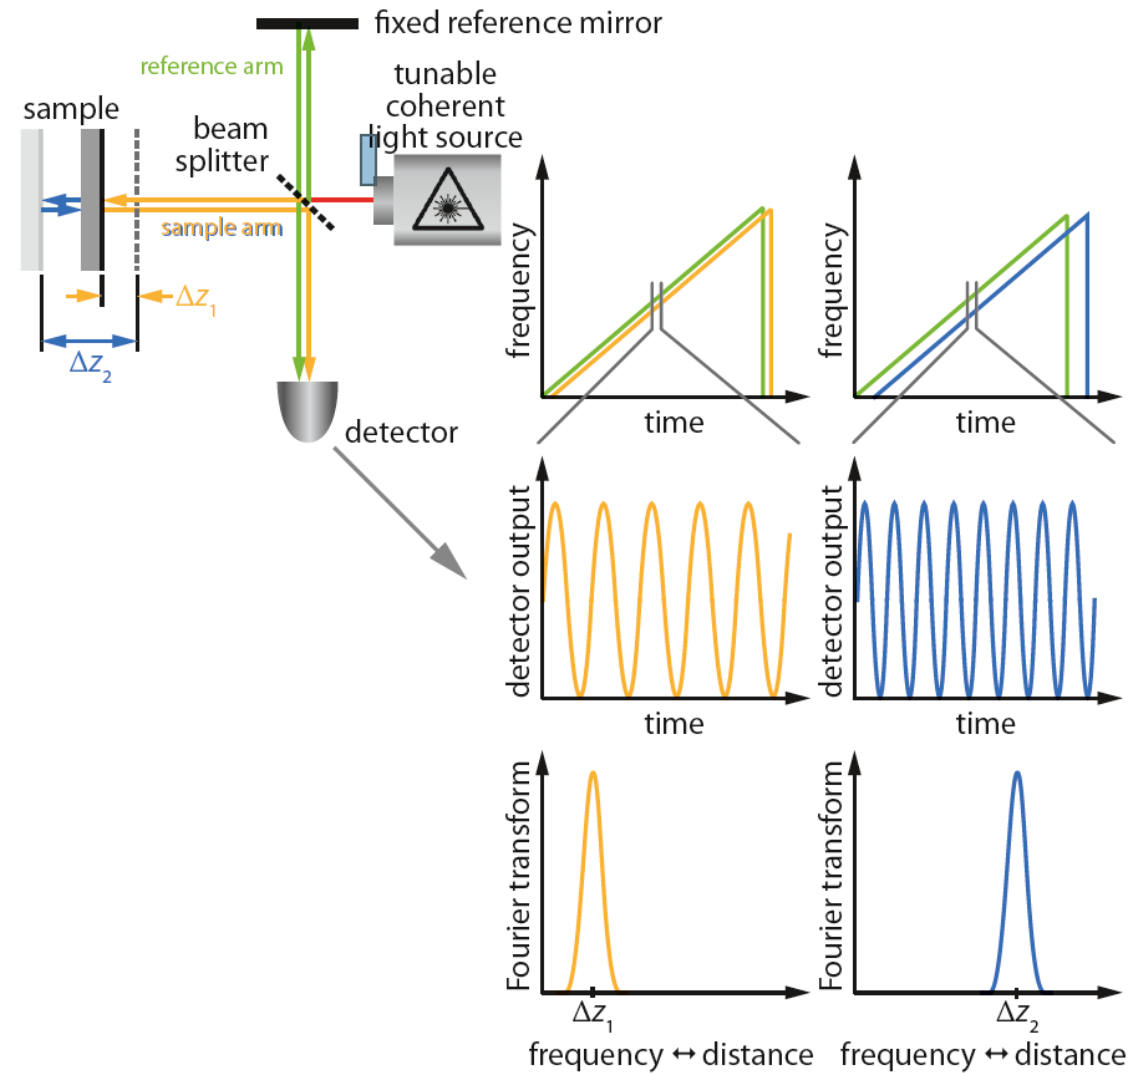 fixed reference mirror
reference arm
tunable
coherent
light source
sample
beam
splitter
sample arm
Δz1
Δz2
detector
frequency
time
frequency
time
detector output
time
detector output
time
Fourier transform
Δz1
frequency ↔ distance
Fourier transform
Δz2
frequency ↔ distance